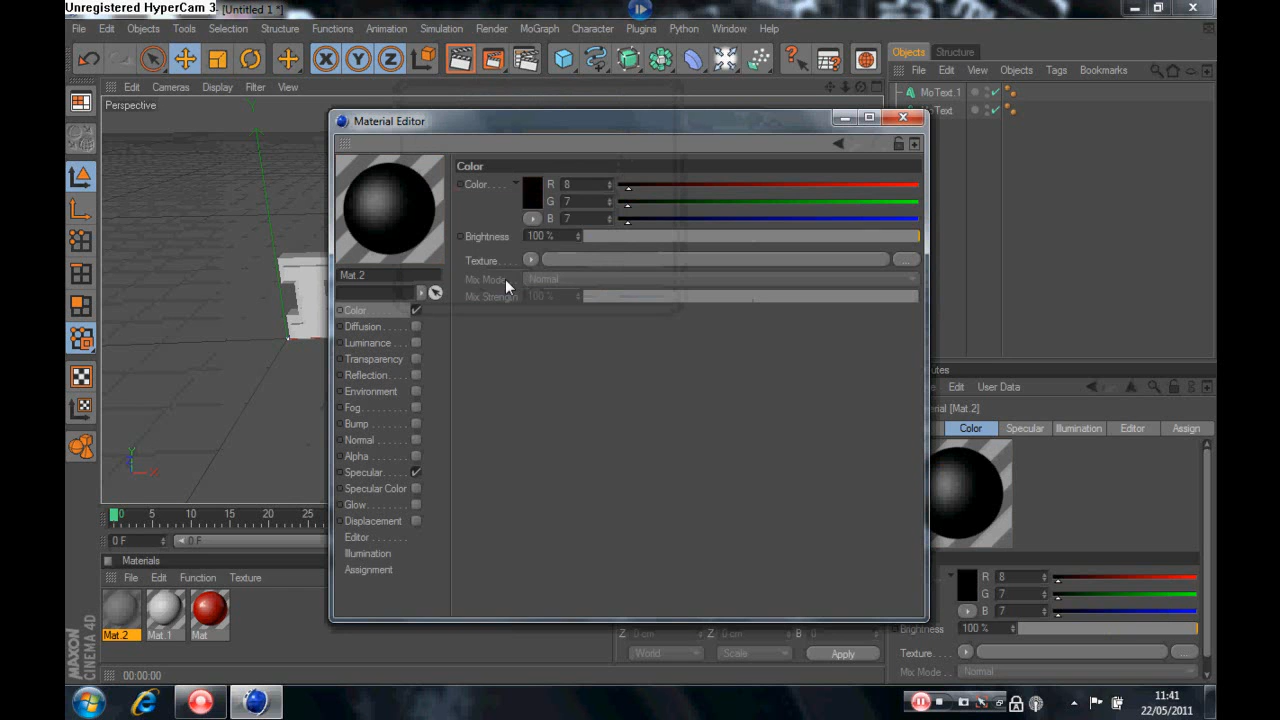 Unregistered HyperCam 3
[Untitled 1 *]
File Edit Objects Tools Selection Structure Functions Animation Simulation Render MoGraph Character Plugins Python Window Help
X Y Z
Objects Structure
File Edit View Objects Tags Bookmarks
MoText.1
Edit Cameras Display Filter View
Perspective
Y
X
Material Editor
Color
Color. . . .
R 8
G 7
B 7
Brightness 100 %
Texture. . . . . ...
Mix Mode Normal
Mix Strength 100 %
Mat.2
Color
Diffusion . . . . .
Luminance . . .
Transparency
Reflection. . . .
Environment
Fog. . . . . . . . .
Bump . . . . . . .
Normal . . . . . .
Alpha . . . . . . .
Specular. . . . .
Specular Color
Glow. . . . . . . .
Displacement
Editor . . . . . . .
Illumination
Assignment
Edit User Data
[Mat.2]
Color Specular Illumination Editor Assign
R 8
G 7
B 7
Brightness 100 %
Texture. . . . ...
Mix Mode . . Normal
0 5 10 15 20 25
0 F 0 F
Materials
File Edit Function Texture
Mat.2 Mat.1 Mat
Z 0 cm Z 0 cm B 0
World Scale Apply
MAXON
CINEMA 4D
00:00:00
11:41
22/05/2011